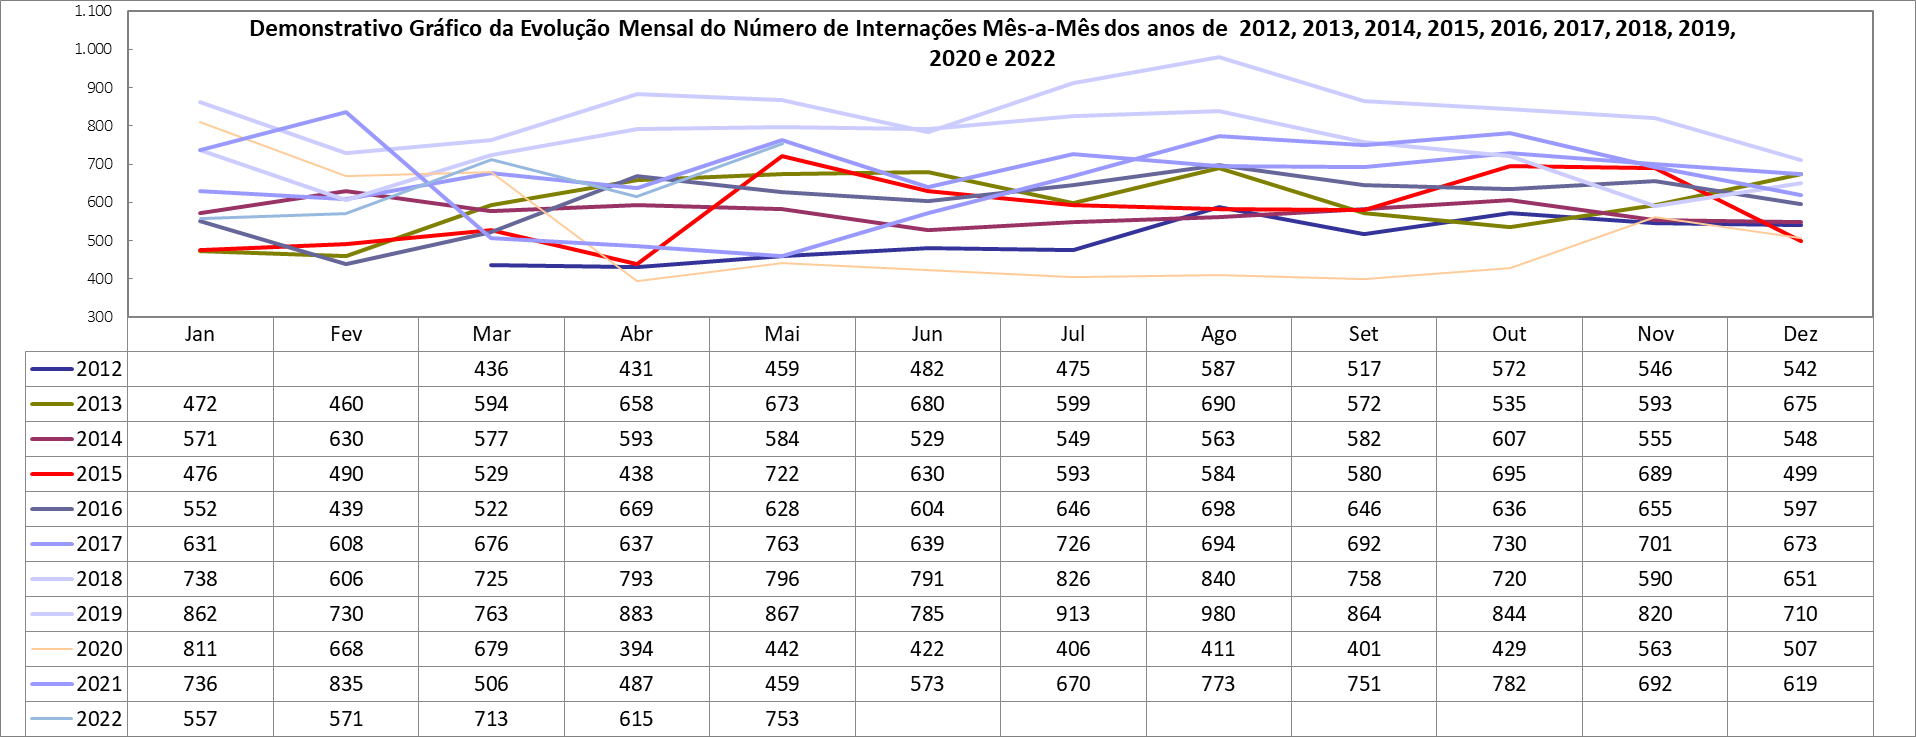 Demonstrativo Gráfico da Evolução Mensal do Número de Internações Mês-a-Mês dos anos de 2012, 2013, 2014, 2015, 2016, 2017, 2018, 2019,
2020 e 2022
1.100
1.000
900
800
700
600
500
400
300
Jan Fev Mar Abr Mai Jun Jul Ago Set Out Nov Dez
2012 436 431 459 482 475 587 517 572 546 542
2013 472 460 594 658 673 680 599 690 572 535 593 675
2014 571 630 577 593 584 529 549 563 582 607 555 548
2015 476 490 529 438 722 630 593 584 580 695 689 499
2016 552 439 522 669 628 604 646 698 646 636 655 597
2017 631 608 676 637 763 639 726 694 692 730 701 673
2018 738 606 725 793 796 791 826 840 758 720 590 651
2019 862 730 763 883 867 785 913 980 864 844 820 710
2020 811 668 679 394 442 422 406 411 401 429 563 507
2021 736 835 506 487 459 573 670 773 751 782 692 619
2022 557 571 713 615 753